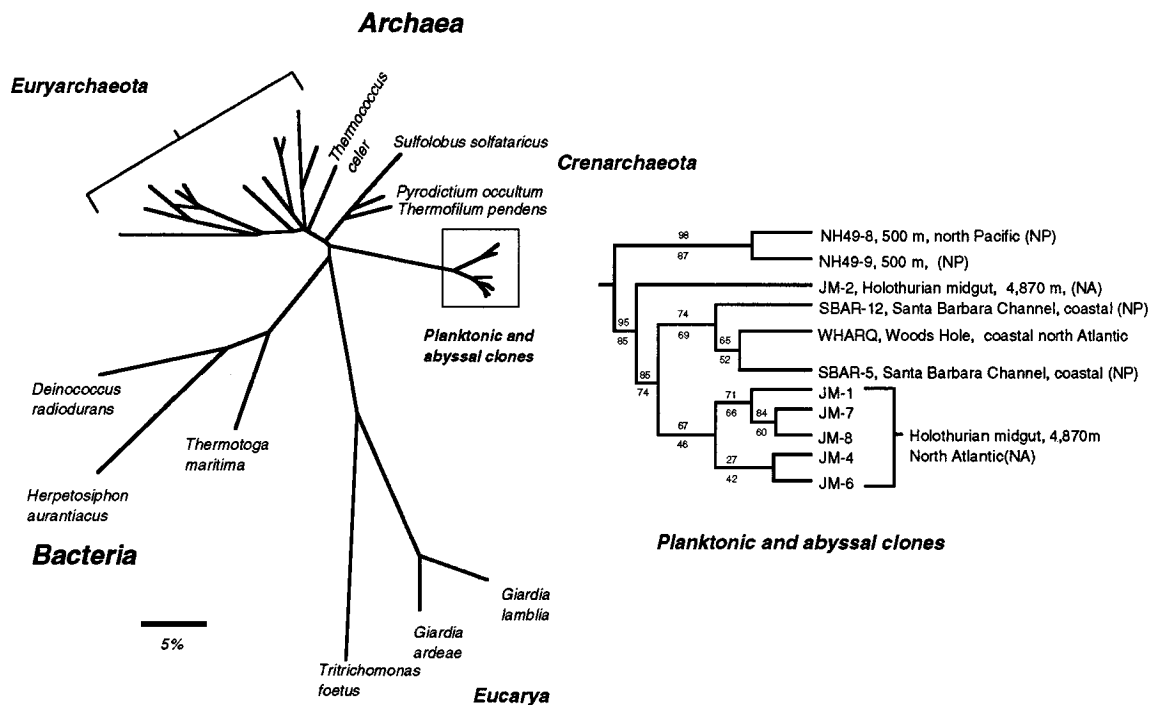 Archaea
Euryarchaeota
Thermococcus
celer
Sulfolobus solfataricus
Pyrodictium occultum
Thermofilum pendens
Crenarchaeota
Planktonic and
abyssal clones
Deinococcus
radiodurans
Thermotoga
maritima
Herpetosiphon
aurantiacus
Bacteria
5%
Giardia
lamblia
Giardia
ardeae
Tritrichomonas
foetus
Eucarya
98
87
NH49-8, 500 m, north Pacific (NP)
NH49-9, 500 m, (NP)
JM-2, Holothurian midgut, 4,870 m, (NA)
95
85
74
69
SBAR-12, Santa Barbara Channel, coastal (NP)
65
52
WHARQ, Woods Hole, coastal north Atlantic
SBAR-5, Santa Barbara Channel, coastal (NP)
85
74
67
46
71
66
84
60
27
42
JM-1
JM-7
JM-8
JM-4
JM-6
Holothurian midgut, 4,870m
North Atlantic(NA)
Planktonic and abyssal clones